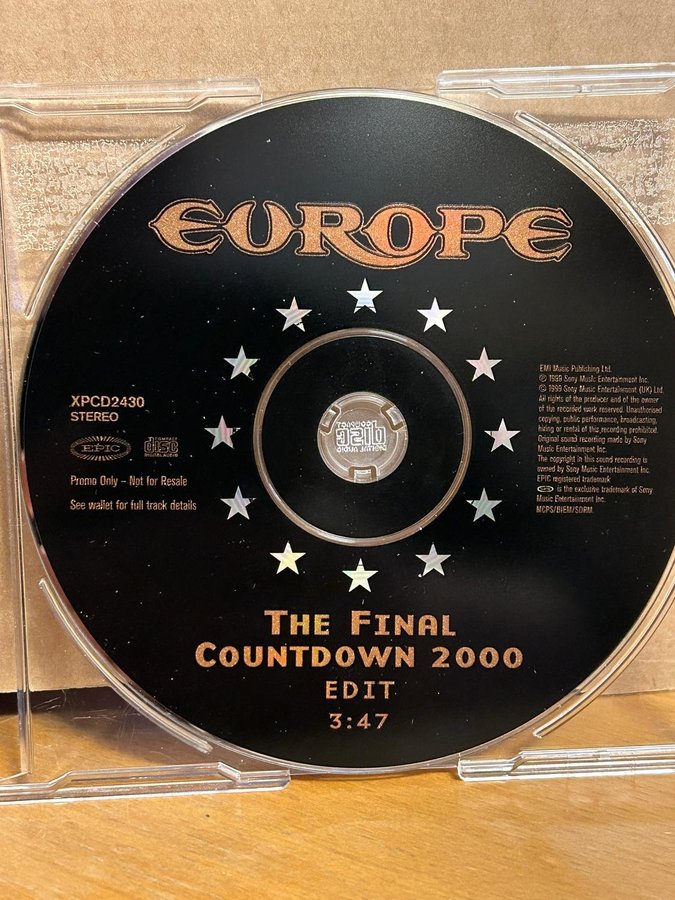 EUROPE
XPCD2430
STEREO
EPIC
COMPACT
DISC
DIGITAL AUDIO
Promo Only – Not for Resale
See wallet for full track details
EMI Music Publishing Ltd.
℗ 1999 Sony Music Entertainment Inc.
© 1999 Sony Music Entertainment (UK) Ltd.
All rights of the producer and of the owner
of the recorded work reserved. Unauthorised
copying, public performance, broadcasting,
hiring or rental of this recording prohibited.
Original sound recording made by Sony
Music Entertainment Inc.
The copyright in this sound recording is
owned by Sony Music Entertainment Inc.
EPIC registered trademark
is the exclusive trademark of Sony
Music Entertainment Inc.
MCPS/BIEM/SDRM.
THE FINAL
COUNTDOWN 2000
EDIT
3:47